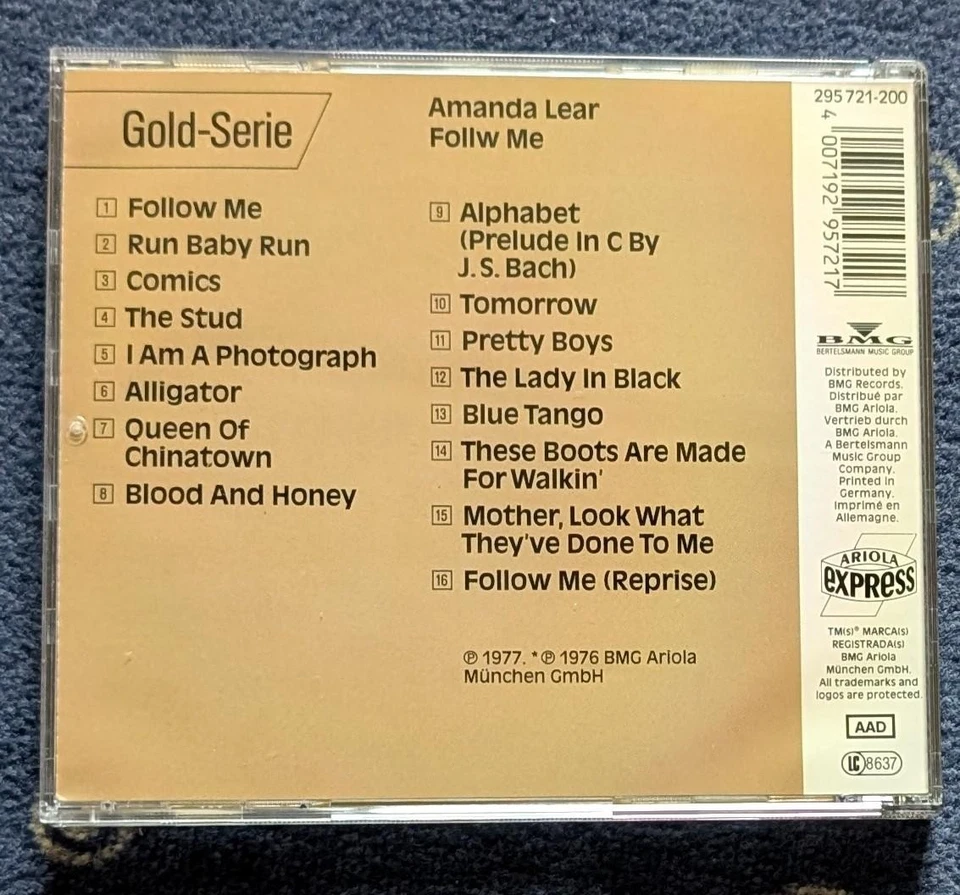 Gold-Serie
Amanda Lear
Follw Me
1 Follow Me
2 Run Baby Run
3 Comics
4 The Stud
5 I Am A Photograph
6 Alligator
7 Queen Of
Chinatown
8 Blood And Honey
9 Alphabet
(Prelude In C By
J. S. Bach)
10 Tomorrow
11 Pretty Boys
12 The Lady In Black
13 Blue Tango
14 These Boots Are Made
For Walkin'
15 Mother, Look What
They've Done To Me
16 Follow Me (Reprise)
℗ 1977. *℗ 1976 BMG Ariola
München GmbH
295 721-200
4 007192 957217
BMG
BERTELSMANN MUSIC GROUP
Distributed by
BMG Records.
Distribué par
BMG Ariola.
Vertrieb durch
BMG Ariola.
A Bertelsmann
Music Group
Company.
Printed in
Germany.
Imprimé en
Allemagne.
ARIOLA
EXPRESS
TM(S)® MARCA(S)
REGISTRADA(S)
BMG Ariola
München GmbH.
All trademarks and
logos are protected.
AAD
LC 8637